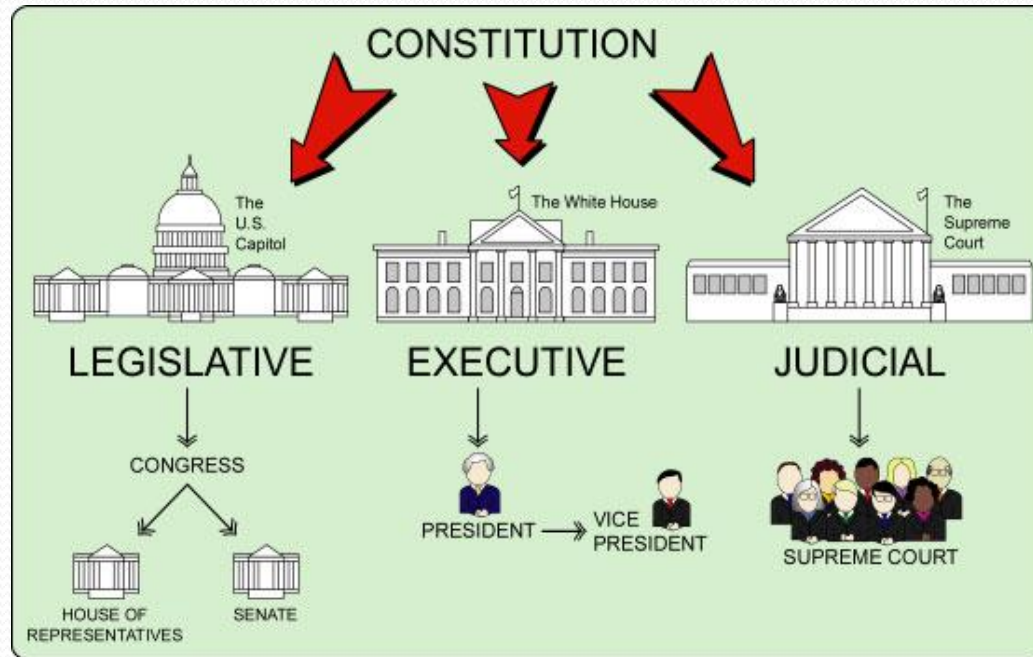 CONSTITUTION
The
U.S.
Capitol
The White House
The
Supreme
Court
LEGISLATIVE
EXECUTIVE
JUDICIAL
CONGRESS
PRESIDENT
VICE
PRESIDENT
SUPREME COURT
HOUSE OF
REPRESENTATIVES
SENATE